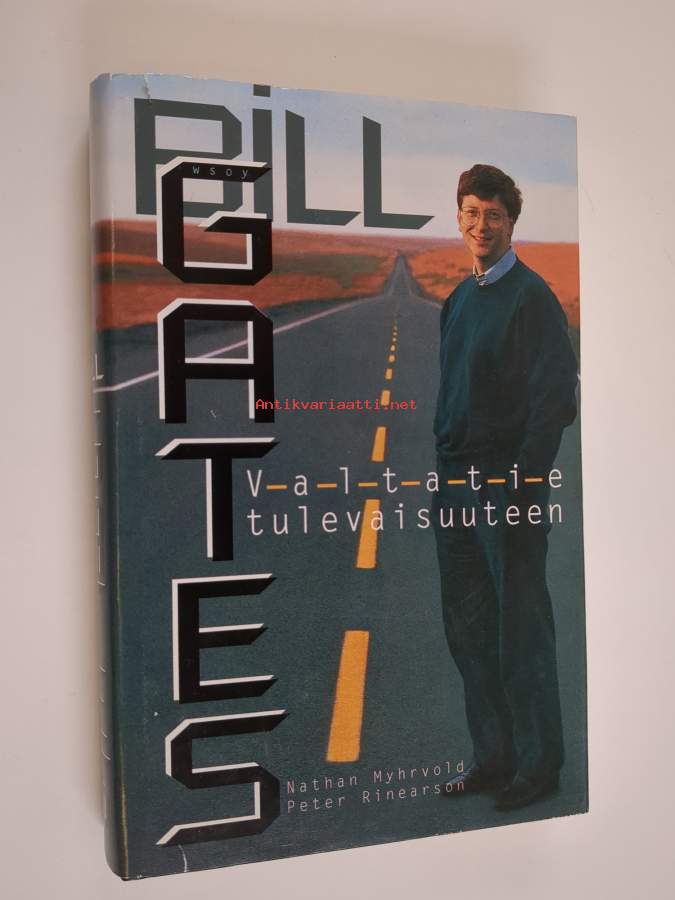 BiLL
wsoy
GATES
Antikvariaatti.net
V-a-l-t-a-t-i-e
tulevaisuuteen
Nathan Myhrvold
Peter Rinearson